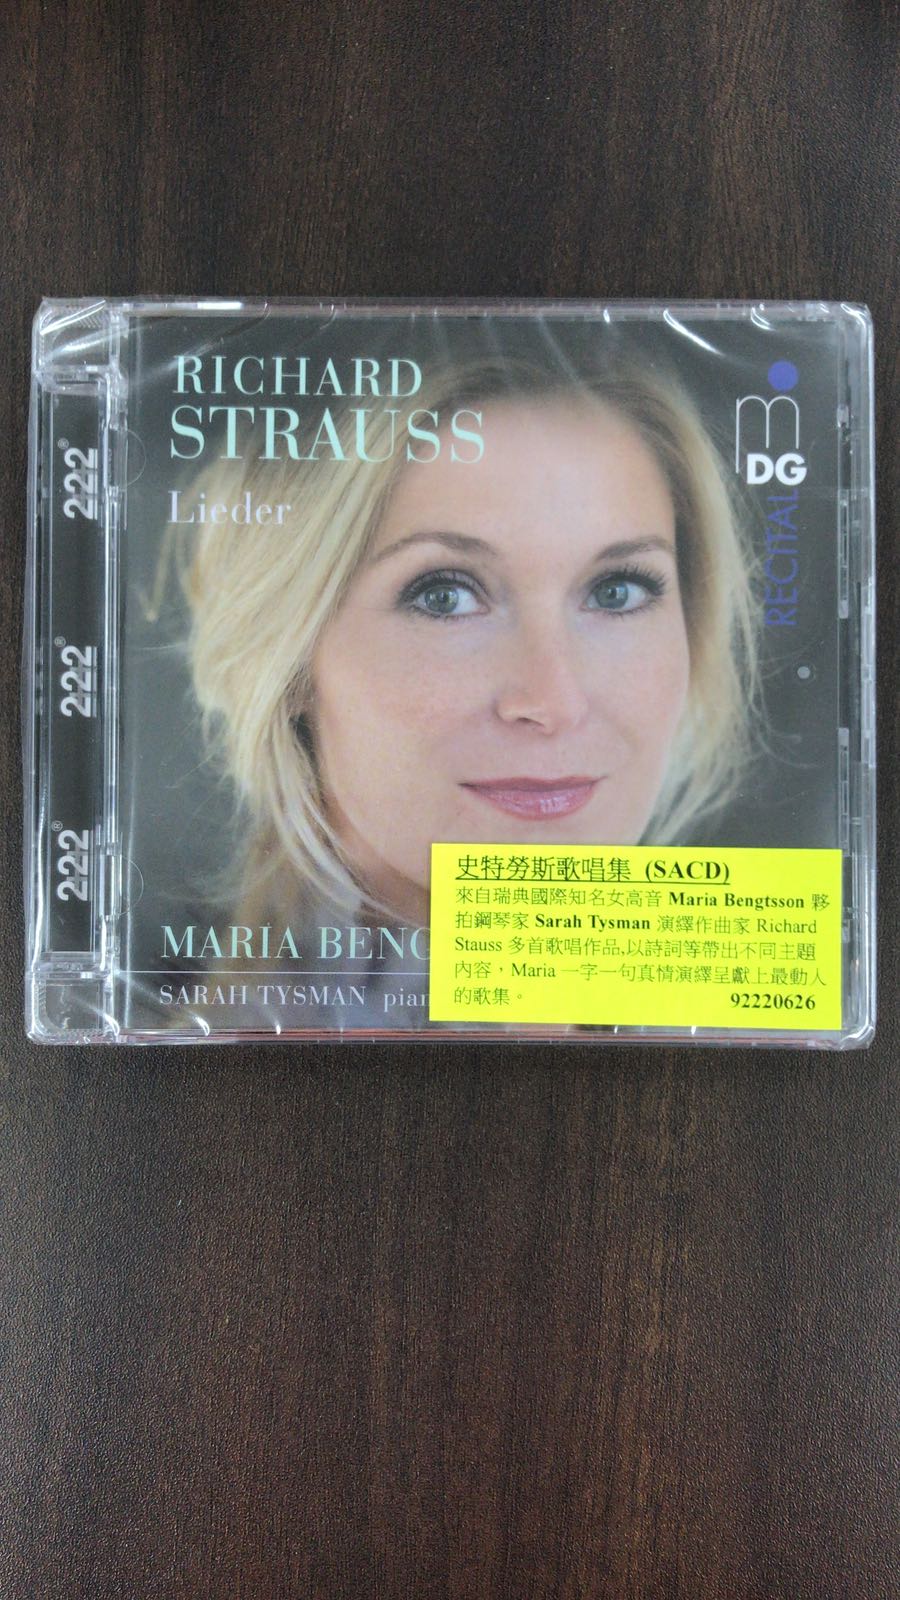 RICHARD
STRAUSS
Lieder
m
DG
RECITAL
222®
222®
222®
MARIA BENG
SARAH TYSMAN pian
史特勞斯歌唱集 (SACD)
來自瑞典國際知名女高音 Maria Bengtsson 夥
拍鋼琴家 Sarah Tysman 演繹作曲家 Richard
Stauss 多首歌唱作品,以詩詞等帶出不同主題
內容，Maria 一字一句真情演繹呈獻上最動人
的歌集。 92220626